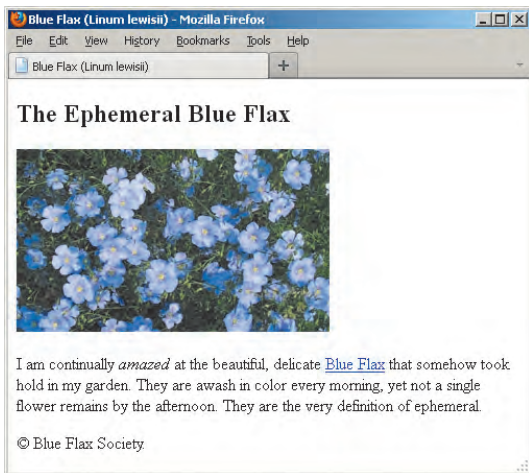 Blue Flax (Linum lewisii) - Mozilla Firefox
File Edit View History Bookmarks Tools Help
Blue Flax (Linum lewisii)
The Ephemeral Blue Flax
I am continually amazed at the beautiful, delicate Blue Flax that somehow took
hold in my garden. They are awash in color every morning, yet not a single
flower remains by the afternoon. They are the very definition of ephemeral.
© Blue Flax Society.